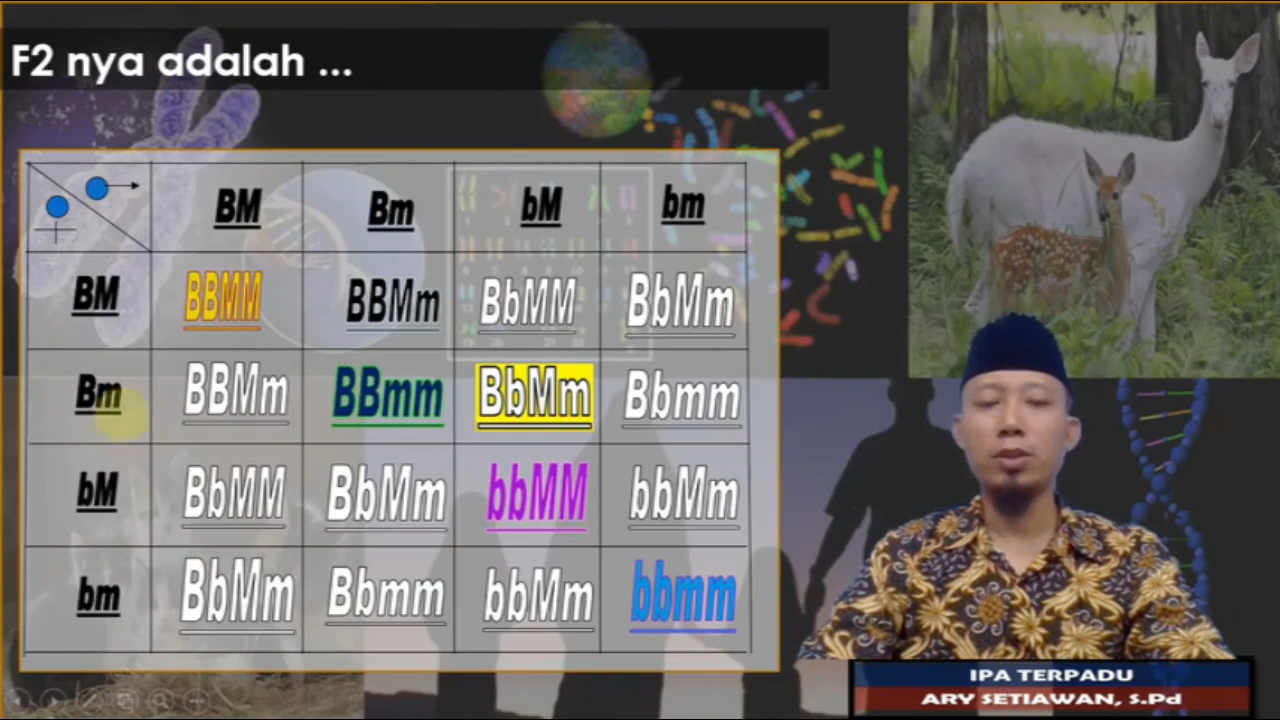 F2 nya adalah ...
BM Bm bM bm
BM BBMM BBMm BbMM BbMm
Bm BBMm BBmm BbMm Bbmm
bM BbMM BbMm bbMM bbMm
bm BbMm Bbmm bbMm bbmm
IPA TERPADU
ARY SETIAWAN, S.Pd